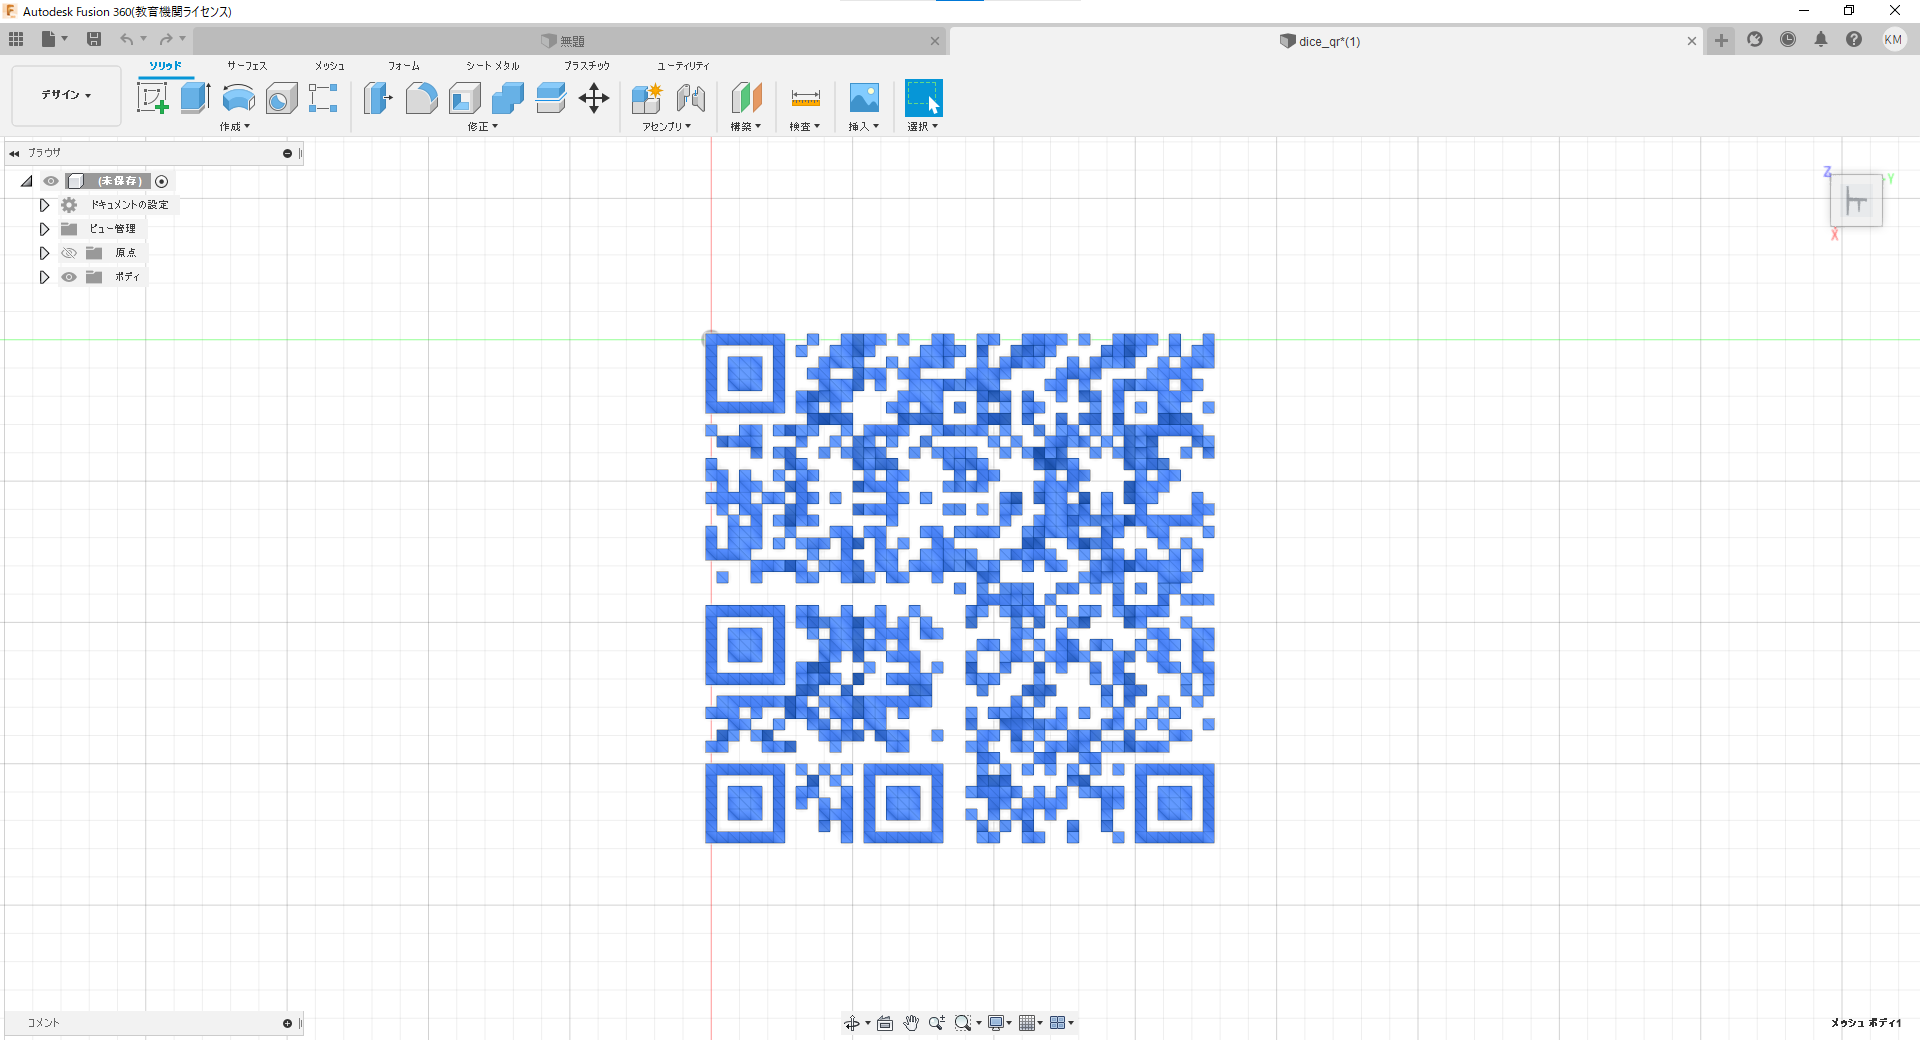 Autodesk Fusion 360(教育機関ライセンス)
無題
dice_qr*(1)
KM
デザイン
ソリッド
サーフェス
メッシュ
フォーム
シート メタル
プラスチック
ユーティリティ
作成
修正
アセンブリ
構築
検査
挿入
選択
ブラウザ
(未保存)
ドキュメントの設定
ビュー管理
原点
ボディ
Z
Y
上
X
コメント
メッシュ ボディ1